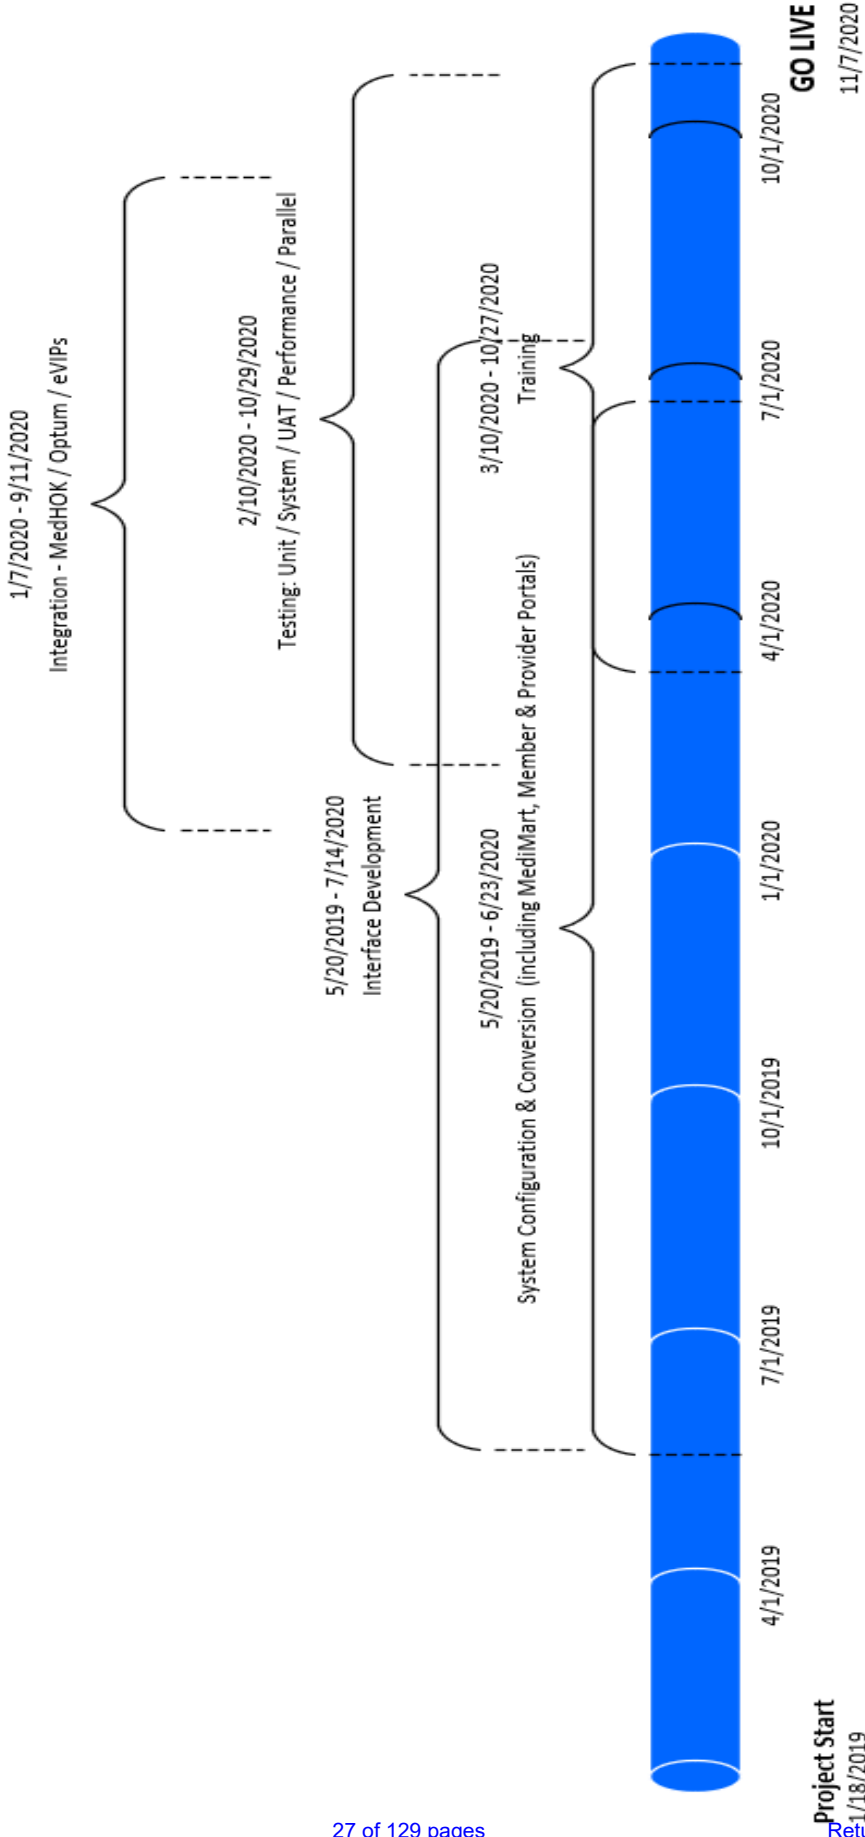 1/7/2020 - 9/11/2020
Integration - MedHOK / Optum / eVIPs
2/10/2020 - 10/29/2020
Testing: Unit / System / UAT / Performance / Parallel
5/20/2019 - 7/14/2020
Interface Development
3/10/2020 - 10/27/2020
Training
5/20/2019 - 6/23/2020
System Configuration & Conversion (including MediMart, Member & Provider Portals)
4/1/2019
7/1/2019
10/1/2019
1/1/2020
4/1/2020
7/1/2020
10/1/2020
Project Start
1/18/2019
GO LIVE
11/7/2020
27 of 129 pages